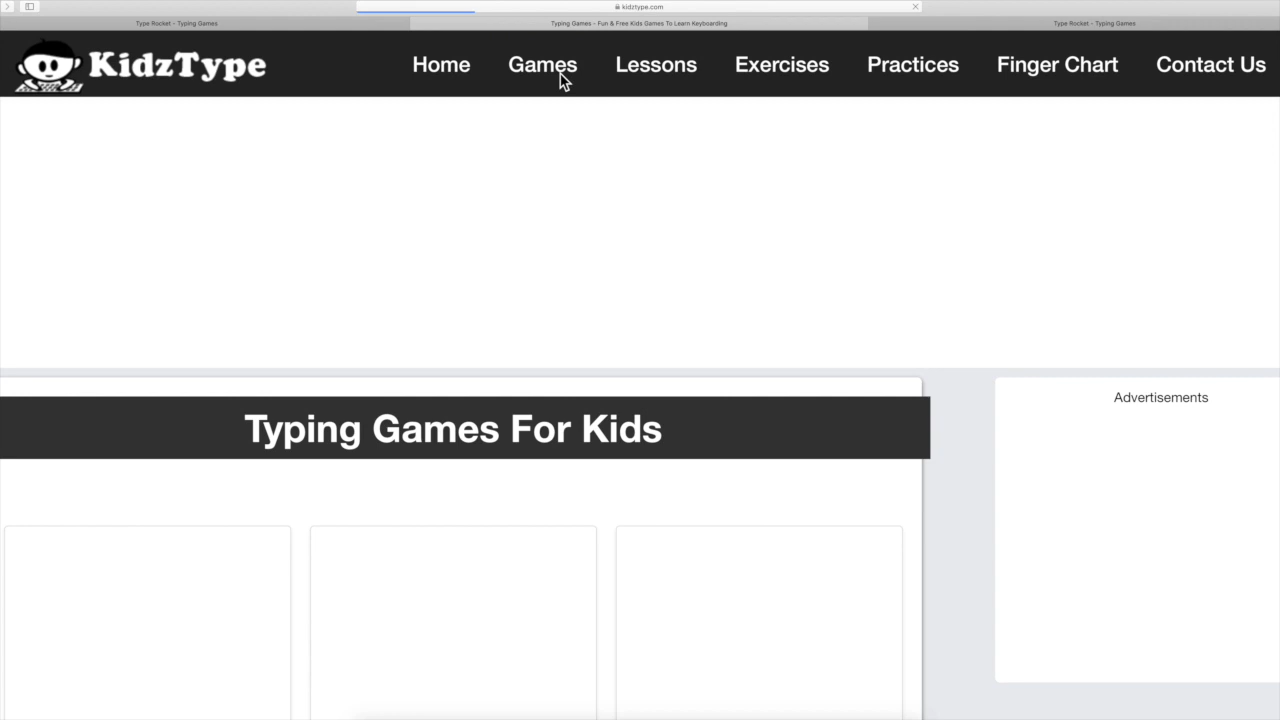 kidztype.com
Type Rocket - Typing Games
Typing Games - Fun & Free Kids Games To Learn Keyboarding
Type Rocket - Typing Games
KidzType
Home
Games
Lessons
Exercises
Practices
Finger Chart
Contact Us
Typing Games For Kids
Advertisements